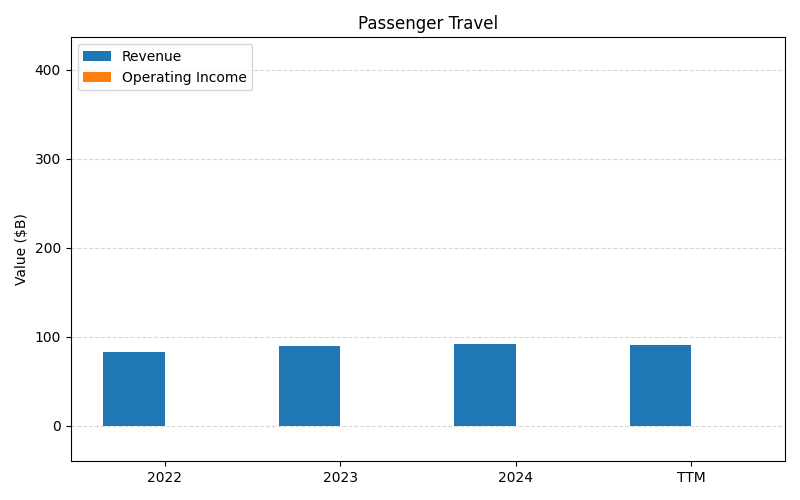 Passenger Travel
Revenue
Operating Income
Value ($B)
400
300
200
100
0
2022 2023 2024 TTM